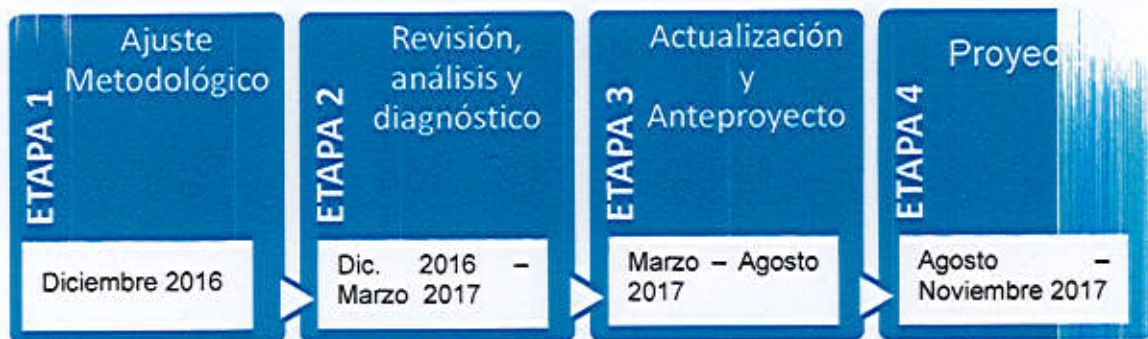 ETAPA 1
Ajuste
Metodológico
Diciembre 2016
ETAPA 2
Revisión,
análisis y
diagnóstico
Dic. 2016 –
Marzo 2017
ETAPA 3
Actualización
y
Anteproyecto
Marzo – Agosto
2017
ETAPA 4
Agosto –
Noviembre 2017